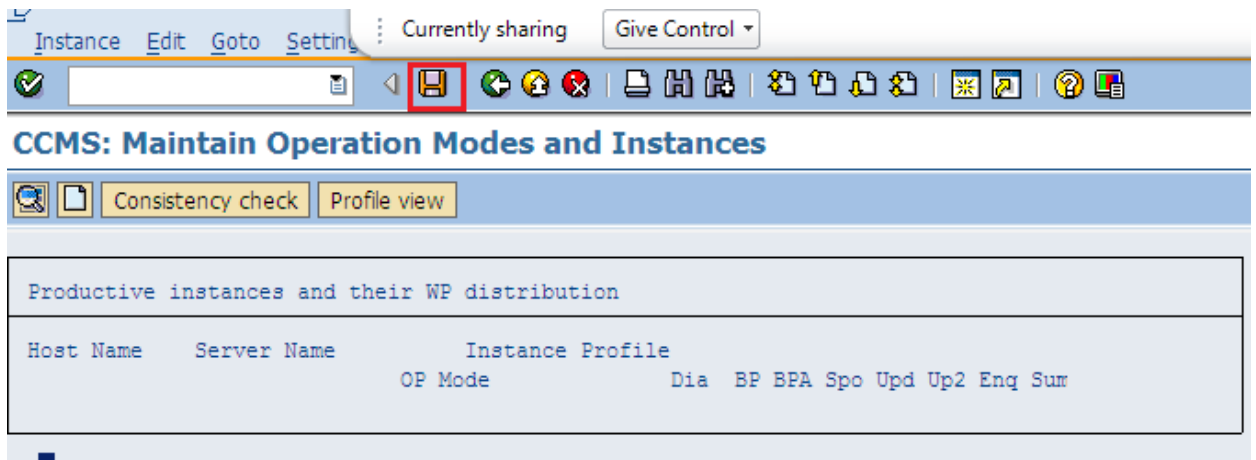 Instance Edit Goto Setting
Currently sharing Give Control
CCMS: Maintain Operation Modes and Instances
Consistency check Profile view
Productive instances and their WP distribution
Host Name Server Name Instance Profile
OP Mode Dia BP BPA Spo Upd Up2 Enq Sum